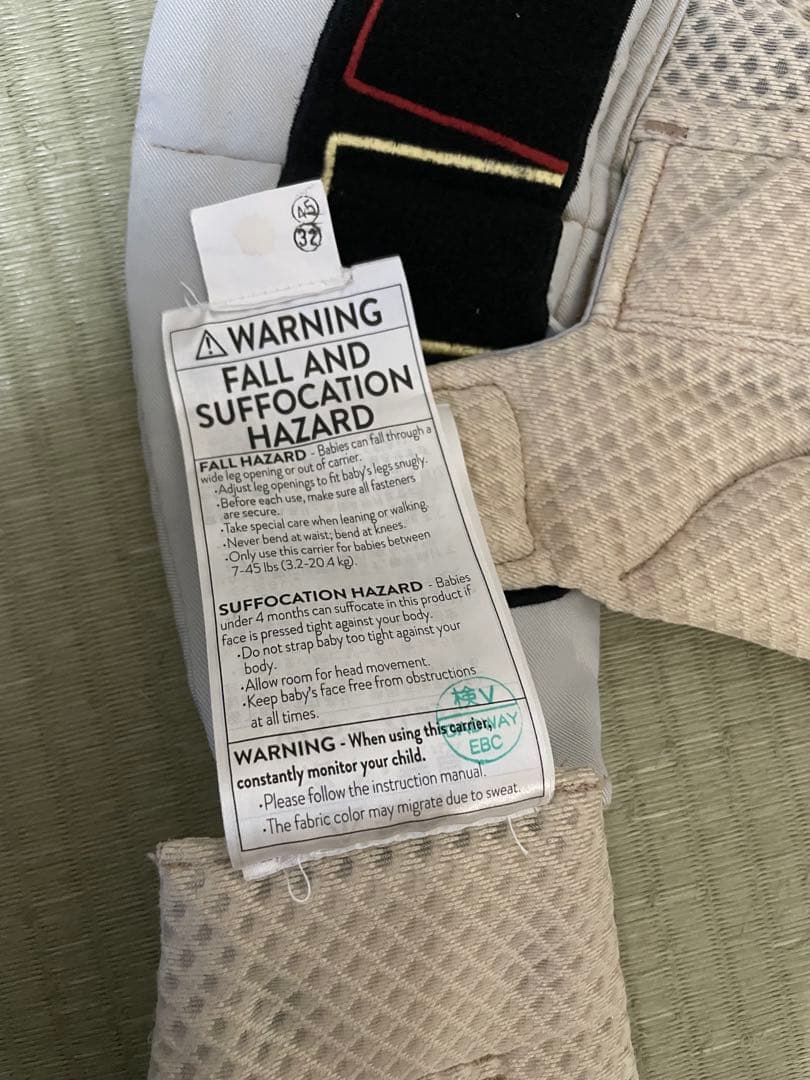 A5
32
WARNING
FALL AND
SUFFOCATION
HAZARD
FALL HAZARD - Babies can fall through a
wide leg opening or out of carrier.
•Adjust leg openings to fit baby's legs snugly.
•Before each use, make sure all fasteners
are secure.
•Take special care when leaning or walking.
•Never bend at waist; bend at knees.
•Only use this carrier for babies between
7-45 lbs (3.2-20.4 kg).
SUFFOCATION HAZARD - Babies
under 4 months can suffocate in this product if
face is pressed tight against your body.
•Do not strap baby too tight against your
body.
•Allow room for head movement.
•Keep baby's face free from obstructions
at all times.
検V
EBC
WARNING - When using this carrier,
constantly monitor your child.
•Please follow the instruction manual.
•The fabric color may migrate due to sweat.